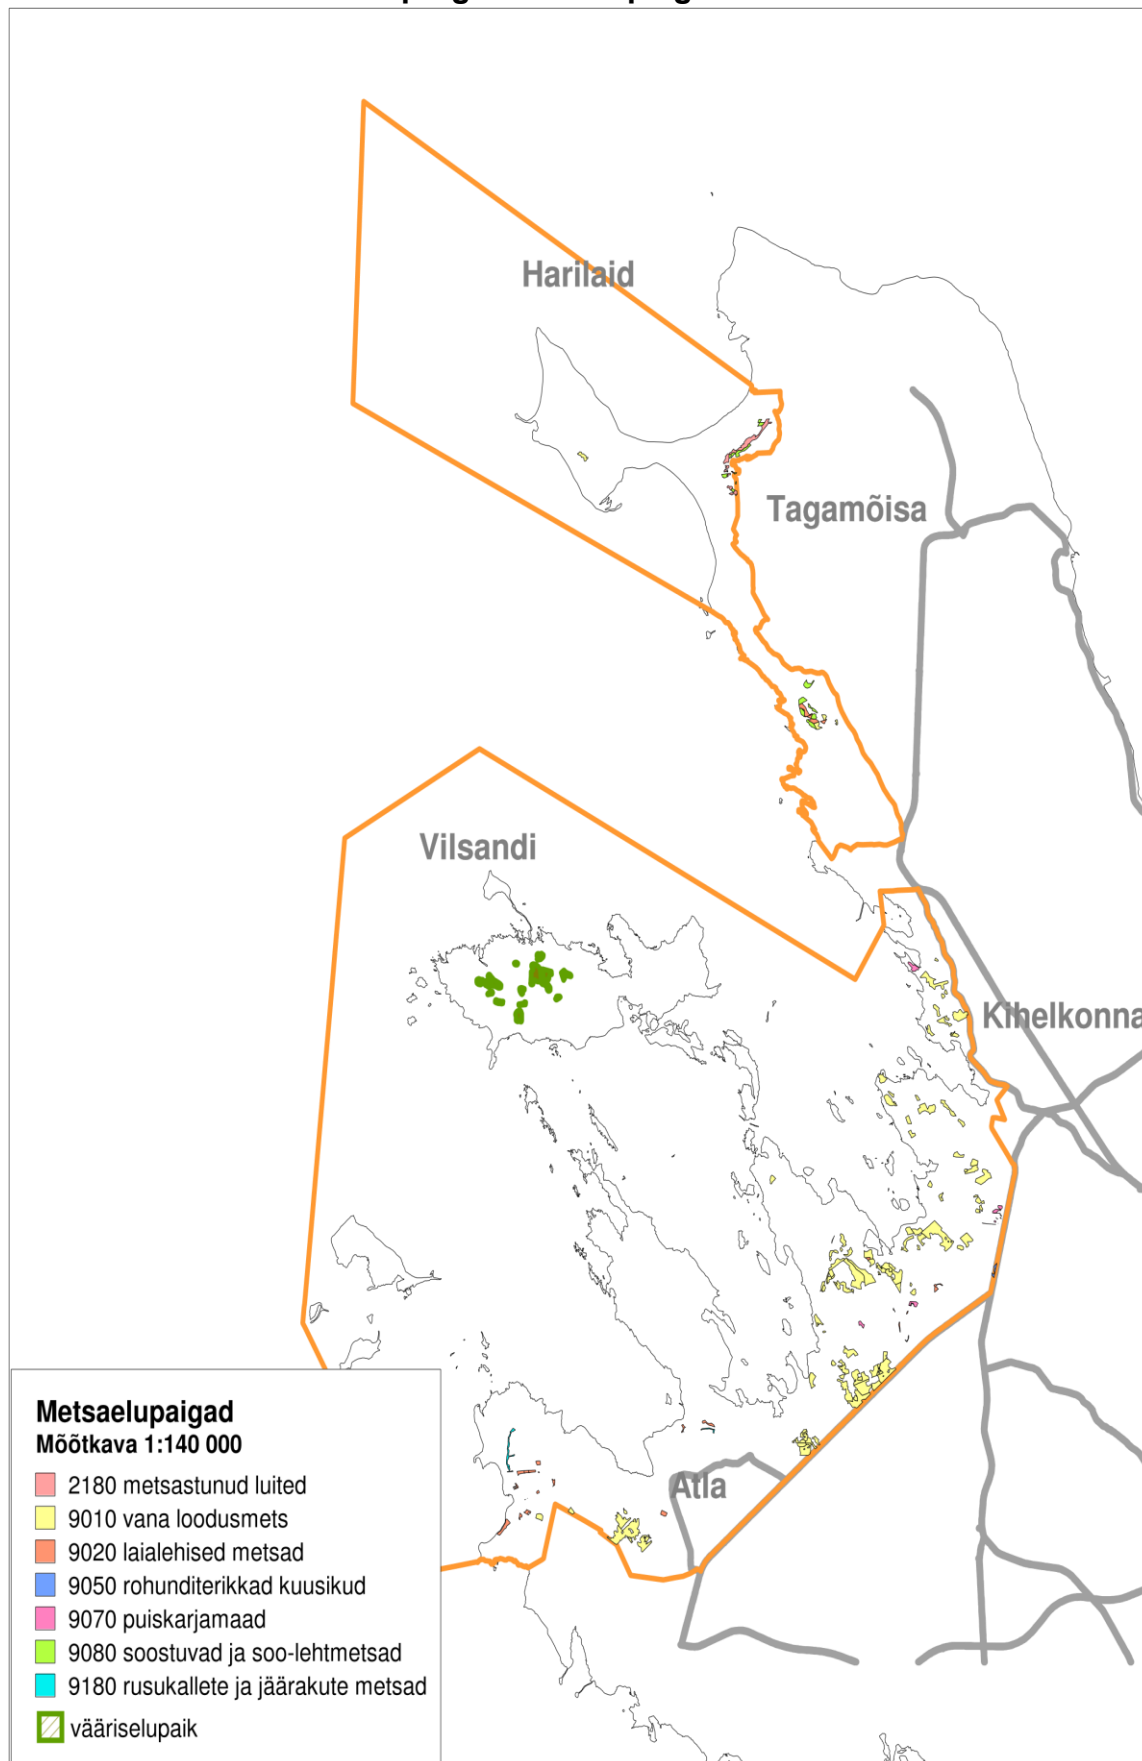 Harilaid
Tagamõisa
Vilsandi
Kihelkonna
Atla
Metsaelupaigad
Mõõtkava 1:140 000
2180 metsastunud luited
9010 vana loodusmets
9020 laialehised metsad
9050 rohunditerikkad kuusikud
9070 puiskarjamaad
9080 soostuvad ja soo-lehtmetsad
9180 rusukallete ja jäärakute metsad
vääriselupaik